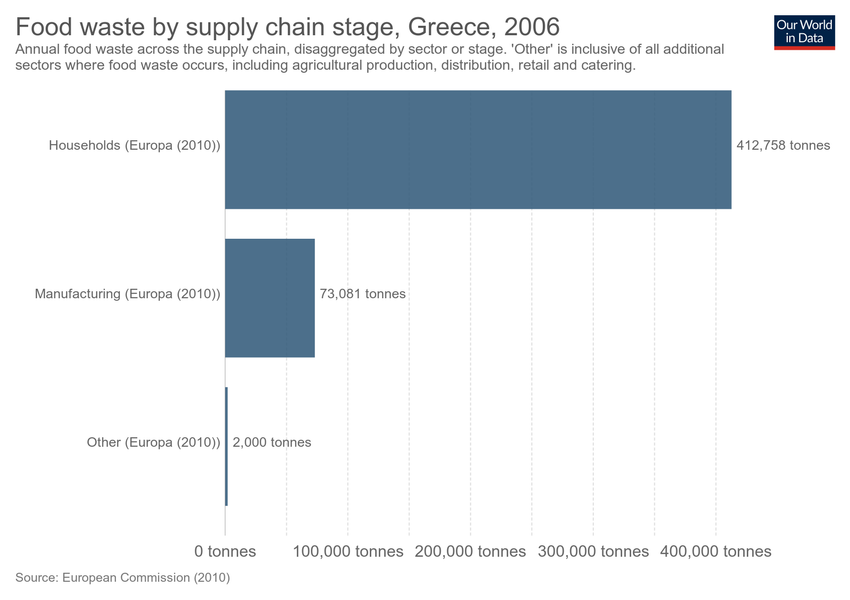 Food waste by supply chain stage, Greece, 2006
Our World
in Data
Annual food waste across the supply chain, disaggregated by sector or stage. 'Other' is inclusive of all additional
sectors where food waste occurs, including agricultural production, distribution, retail and catering.
Households (Europa (2010))
412,758 tonnes
Manufacturing (Europa (2010))
73,081 tonnes
Other (Europa (2010))
2,000 tonnes
0 tonnes
100,000 tonnes
200,000 tonnes
300,000 tonnes
400,000 tonnes
Source: European Commission (2010)